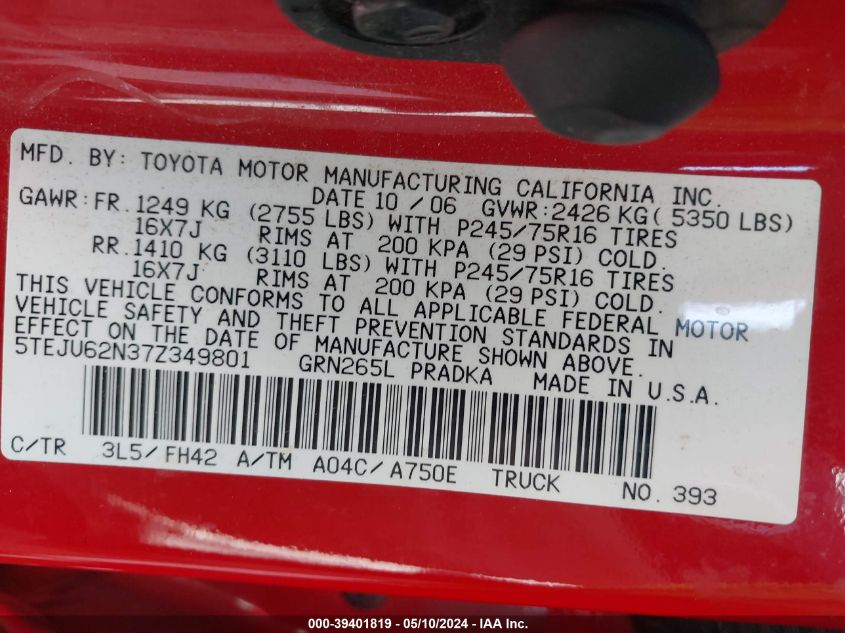 MFD. BY: TOYOTA MOTOR MANUFACTURING CALIFORNIA INC.
DATE 10 / 06 GVWR: 2426 KG( 5350 LBS)
GAWR: FR. 1249 KG (2755 LBS) WITH P245/75R16 TIRES
16X7J RIMS AT 200 KPA (29 PSI) COLD.
RR. 1410 KG (3110 LBS) WITH P245/75R16 TIRES
16X7J RIMS AT 200 KPA (29 PSI) COLD.
THIS VEHICLE CONFORMS TO ALL APPLICABLE FEDERAL MOTOR
VEHICLE SAFETY AND THEFT PREVENTION STANDARDS IN
EFFECT ON THE DATE OF MANUFACTURE SHOWN ABOVE.
5TEJU62N37Z349801 GRN265L PRADKA MADE IN U.S.A.
C/TR 3L5/FH42 A/TM A04C/A750E TRUCK NO. 393
000-39401819 - 05/10/2024 - IAA Inc.